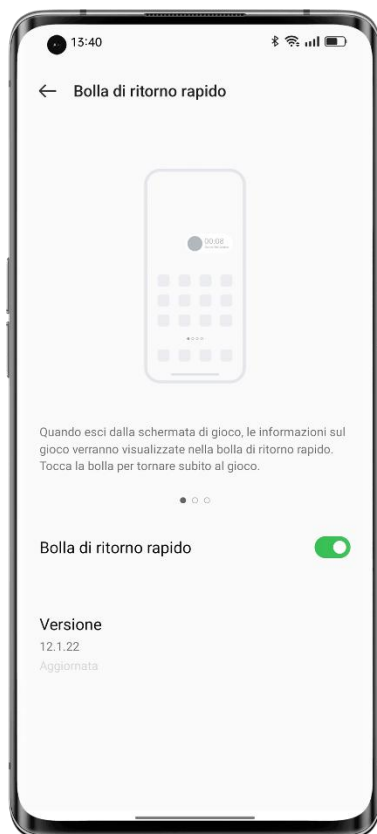 13:40
Bolla di ritorno rapido
00:08
Quando esci dalla schermata di gioco, le informazioni sul
gioco verranno visualizzate nella bolla di ritorno rapido.
Tocca la bolla per tornare subito al gioco.
Bolla di ritorno rapido
Versione
12.1.22
Aggiornata